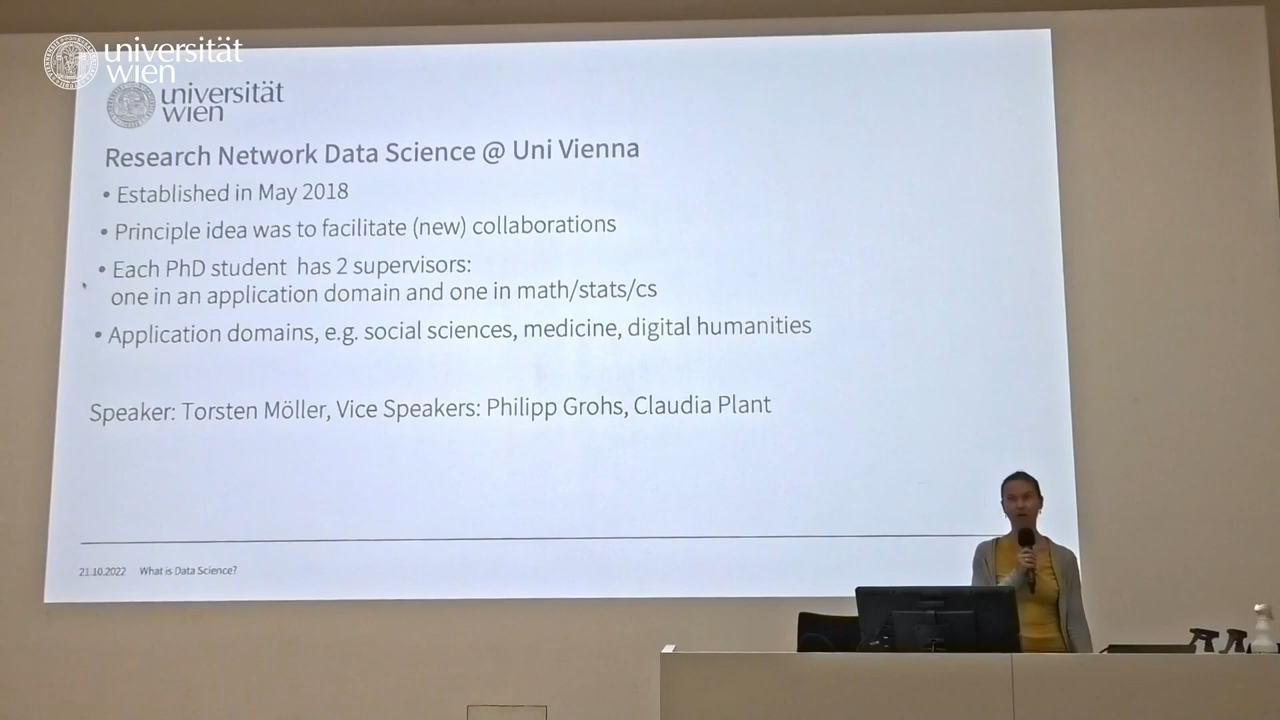 universität
wien
universität
wien
Research Network Data Science @ Uni Vienna
• Established in May 2018
• Principle idea was to facilitate (new) collaborations
• Each PhD student has 2 supervisors:
one in an application domain and one in math/stats/cs
• Application domains, e.g. social sciences, medicine, digital humanities
Speaker: Torsten Möller, Vice Speakers: Philipp Grohs, Claudia Plant
21.10.2022 What is Data Science?